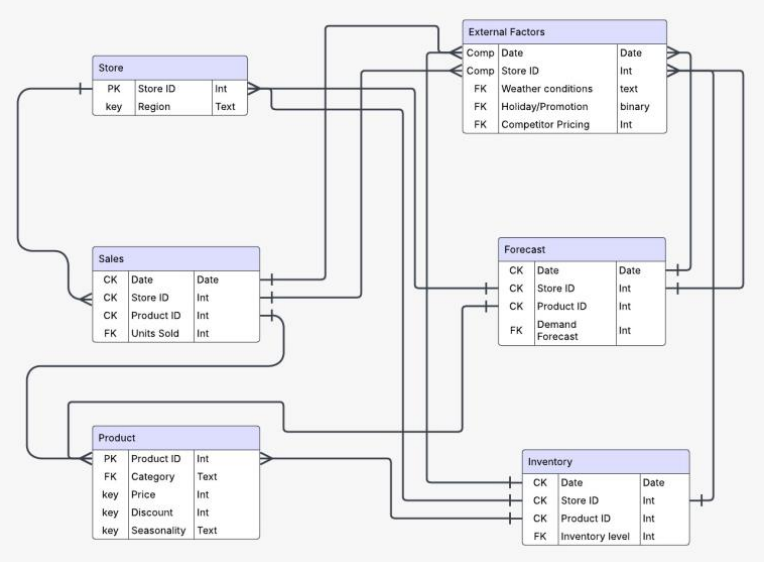 External Factors
Comp Date Date
Comp Store ID Int
FK Weather conditions text
FK Holiday/Promotion binary
FK Competitor Pricing Int
Store
PK Store ID Int
key Region Text
Sales
CK Date Date
CK Store ID Int
CK Product ID Int
FK Units Sold Int
Forecast
CK Date Date
CK Store ID Int
CK Product ID Int
FK Demand
Forecast Int
Product
PK Product ID Int
FK Category Text
key Price Int
key Discount Int
key Seasonality Text
Inventory
CK Date Date
CK Store ID Int
CK Product ID Int
FK Inventory level Int